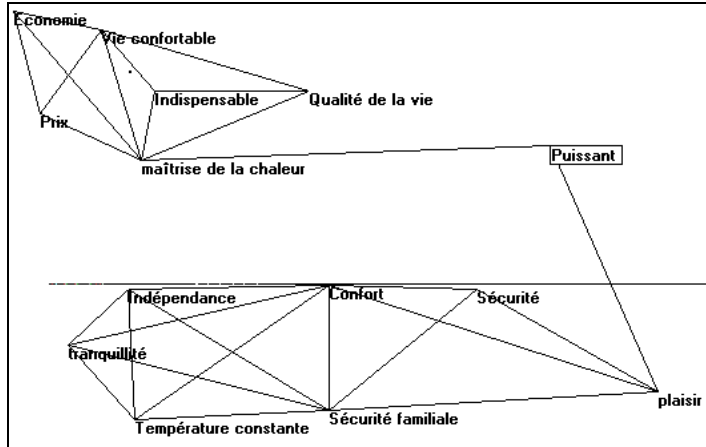 Economie
Vie confortable
Indispensable
Qualité de la vie
Prix
maîtrise de la chaleur
Puissant
Indépendance
Confort
Sécurité
tranquillité
plaisir
Sécurité familiale
Température constante